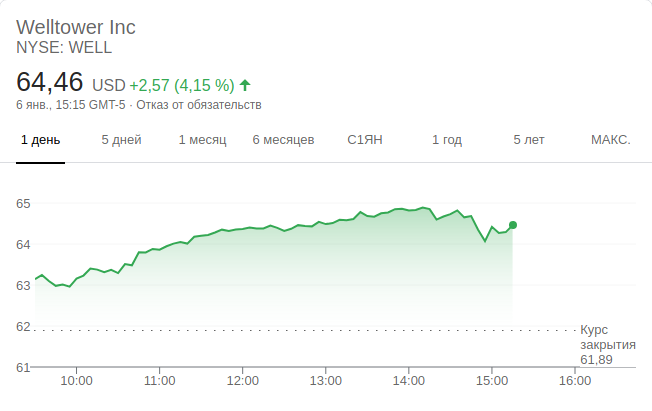 Welltower Inc
NYSE: WELL
64,46 USD +2,57 (4,15 %)
6 янв., 15:15 GMT-5 · Отказ от обязательств
1 день 5 дней 1 месяц 6 месяцев С1ЯН 1 год 5 лет МАКС.
65
64
63
62
61
Курс
закрытия
61,89
10:00 11:00 12:00 13:00 14:00 15:00 16:00